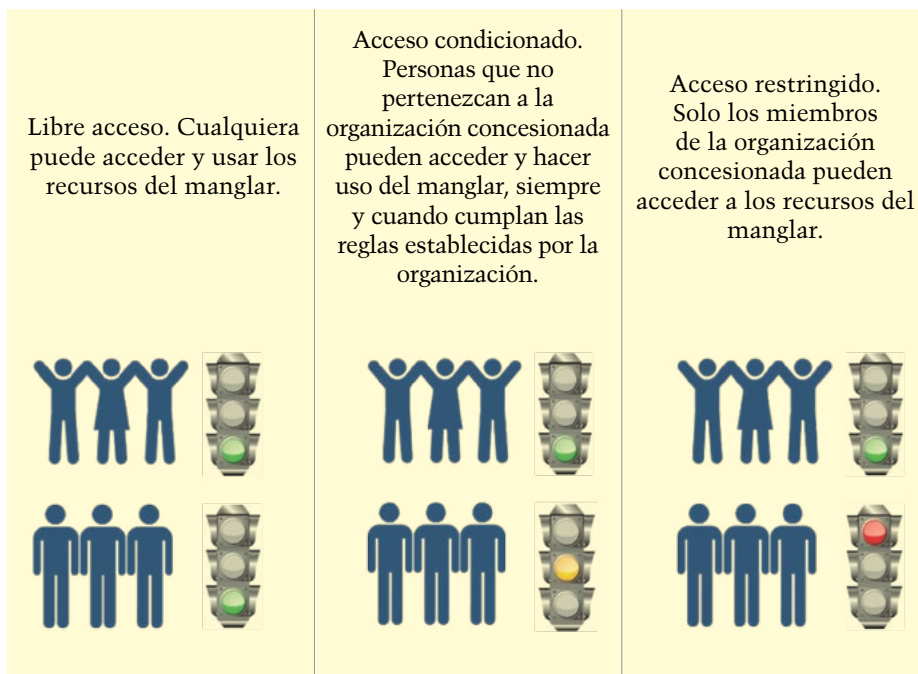 Libre acceso. Cualquiera
puede acceder y usar los
recursos del manglar.
Acceso condicionado.
Personas que no
pertenezcan a la
organización concesionada
pueden acceder y hacer
uso del manglar, siempre
y cuando cumplan las
reglas establecidas por la
organización.
Acceso restringido.
Solo los miembros
de la organización
concesionada pueden
acceder a los recursos del
manglar.